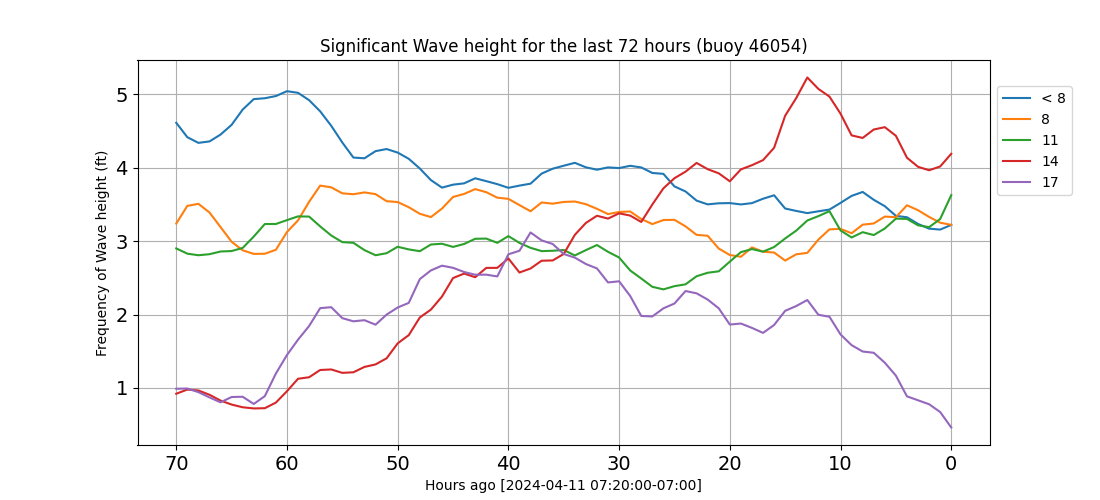 Significant Wave height for the last 72 hours (buoy 46054)
Frequency of Wave height (ft)
5
4
3
2
1
70 60 50 40 30 20 10 0
Hours ago [2024-04-11 07:20:00-07:00]
< 8
8
11
14
17